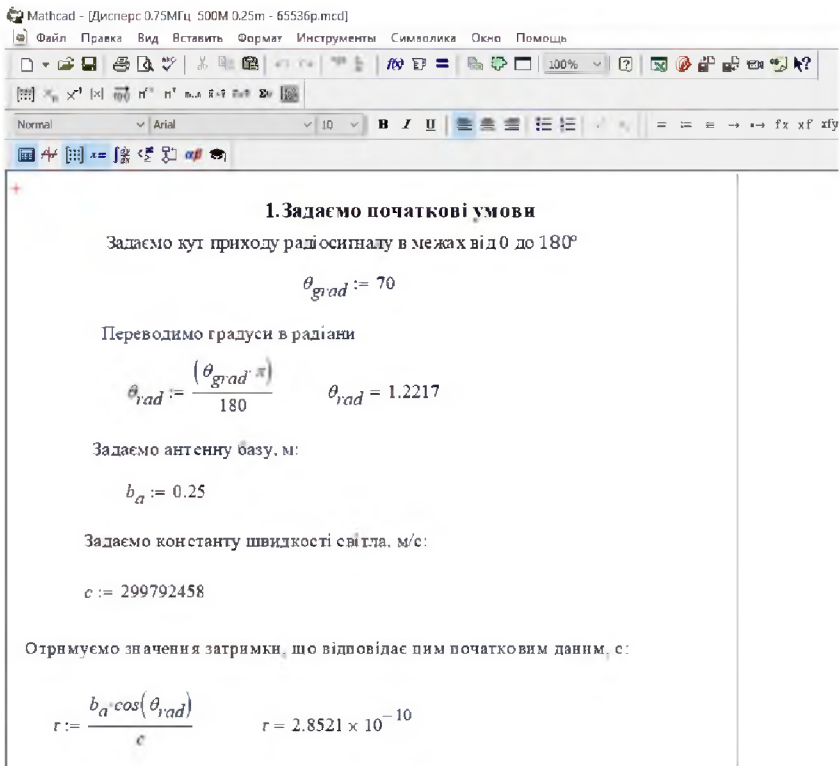 Mathcad - [Дисперс 0.75МГц 500М 0.25m - 65536p.mcd]
Файл Правка Вид Вставить Формат Инструменты Символика Окно Помощь
100%
Normal Arial 10 B I U
1.Задаємо початкові умови
Задаємо кут приходу радіосигналу в межах від 0 до 180°
θgrad := 70
Переводимо градуси в радіани
θrad := (θgrad·π) / 180 θrad = 1.2217
Задаємо антенну базу, м:
ba := 0.25
Задаємо константу швидкості світла, м/с:
c := 299792458
Отримуємо значення затримки, що відповідає цим початковим даним, с:
τ := ba·cos(θrad) / c τ = 2.8521 × 10^-10